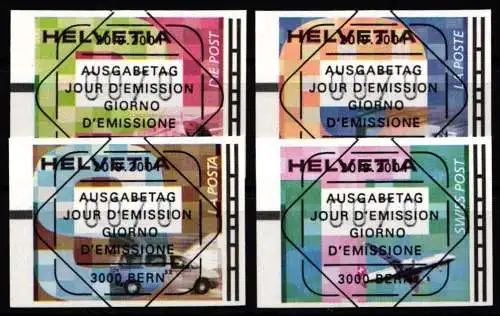 HELVETIA
AUSGABETAG
JOUR D'EMISSION
GIORNO
D'EMISSIONE
DIE POST
HELVETIA
AUSGABETAG
JOUR D'EMISSION
GIORNO
D'EMISSIONE
LA POSTE
HELVETIA
AUSGABETAG
JOUR D'EMISSION
GIORNO
D'EMISSIONE
3000 BERN
LA POSTA
HELVETIA
AUSGABETAG
JOUR D'EMISSION
GIORNO
D'EMISSIONE
3000 BERN
SWISS POST